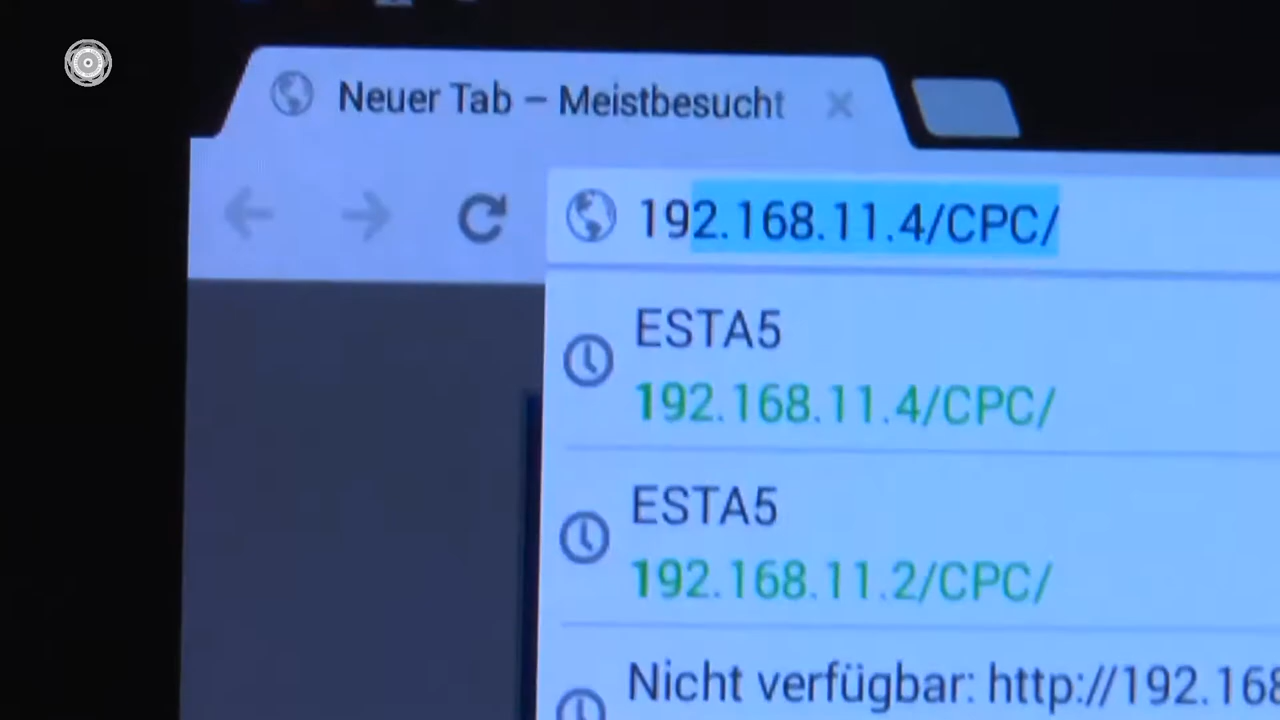 Neuer Tab – Meistbesucht
192.168.11.4/CPC/
ESTA5
192.168.11.4/CPC/
ESTA5
192.168.11.2/CPC/
Nicht verfügbar: http://192.168